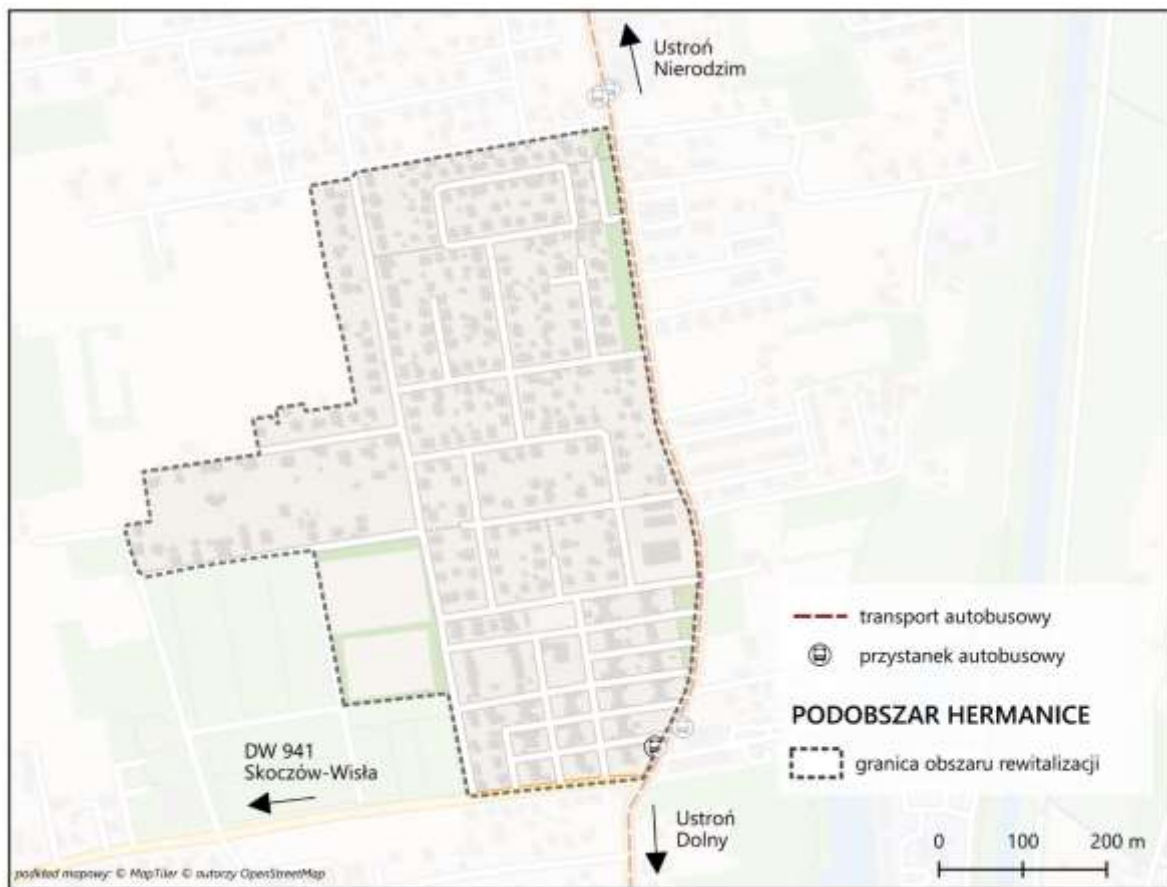 Ustroń
Nierodzim
transport autobusowy
przystanek autobusowy
PODOBSZAR HERMANICE
granica obszaru rewitalizacji
DW 941
Skoczów-Wisła
Ustroń
Dolny
0 100 200 m
podkład mapowy: © MapTiler © autorzy OpenStreetMap